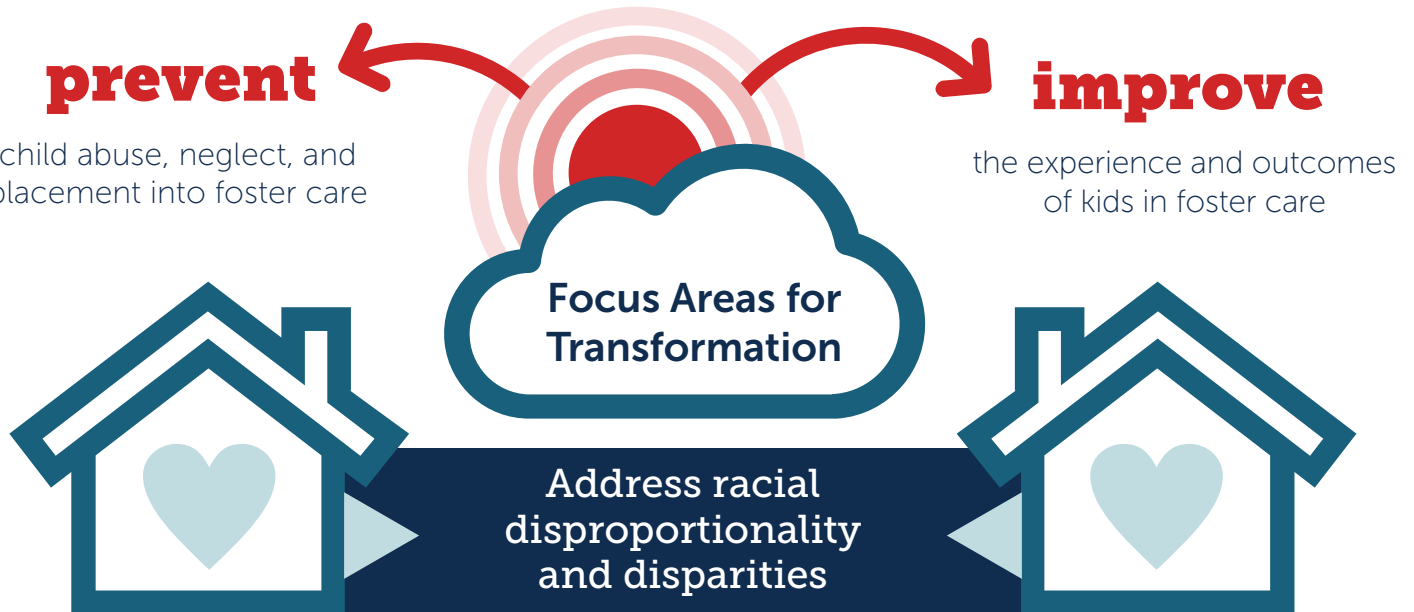 prevent
child abuse, neglect, and
placement into foster care
improve
the experience and outcomes
of kids in foster care
Focus Areas for
Transformation
Address racial
disproportionality
and disparities